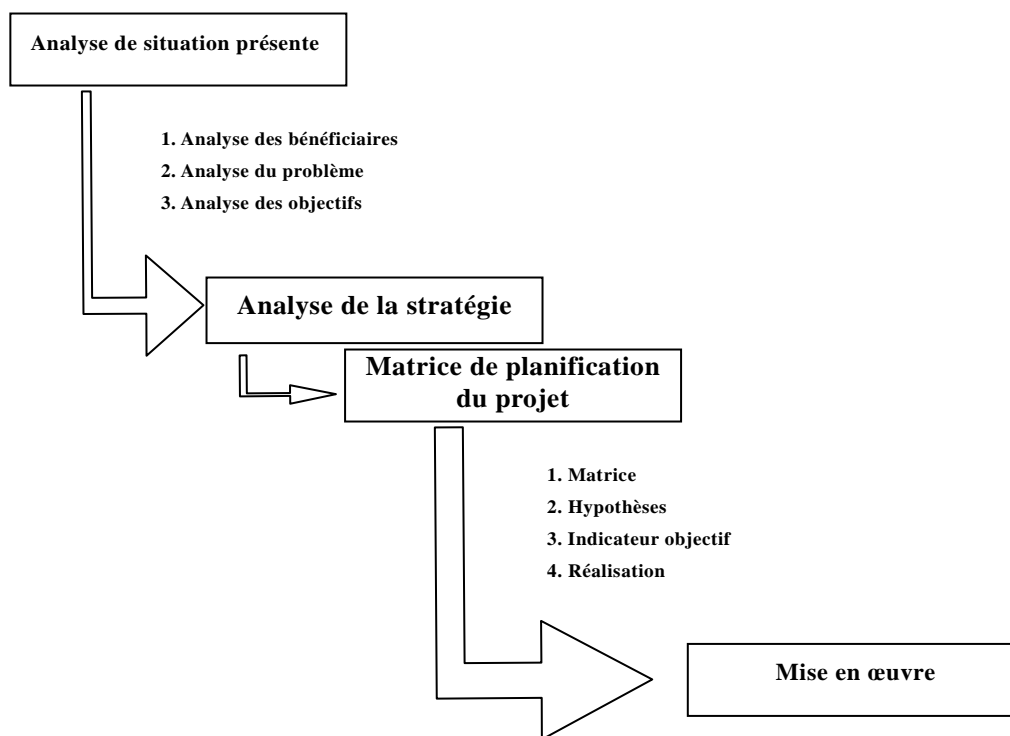 Analyse de situation présente
1. Analyse des bénéficiaires
2. Analyse du problème
3. Analyse des objectifs
Analyse de la stratégie
Matrice de planification
du projet
1. Matrice
2. Hypothèses
3. Indicateur objectif
4. Réalisation
Mise en œuvre